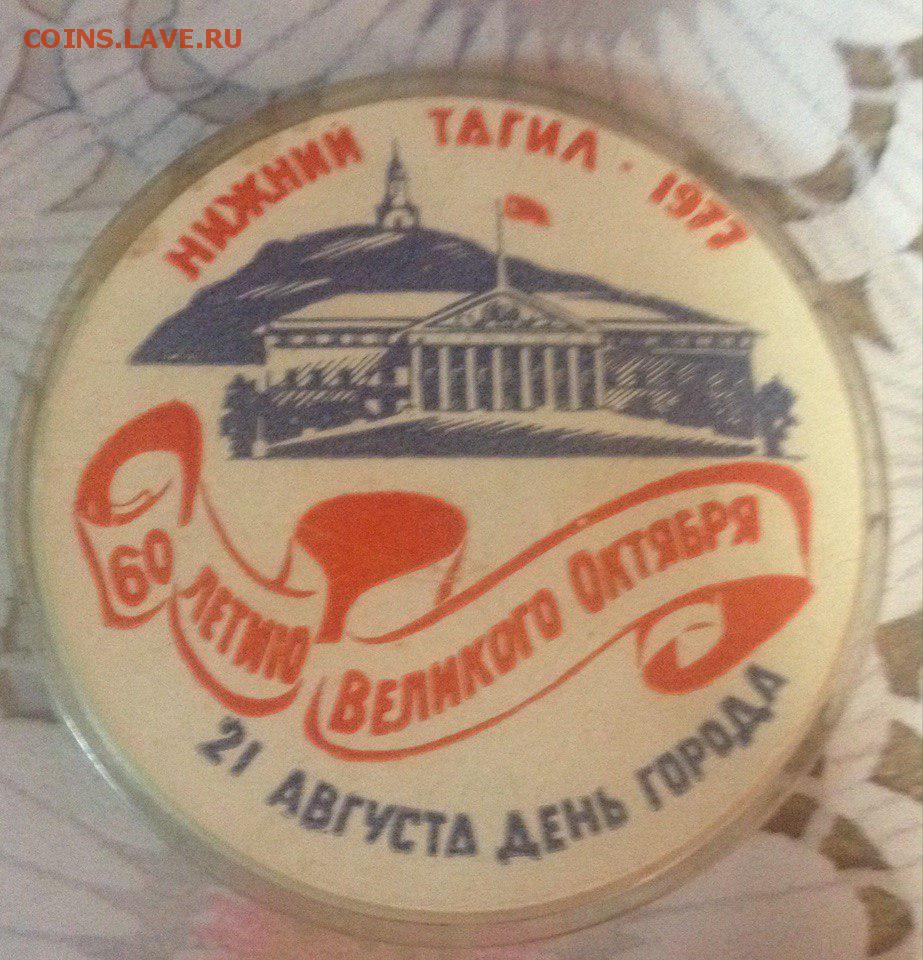 COINS.LAVE.RU
НИЖНИЙ ТАГИЛ · 1977
60 ЛЕТИЮ ВЕЛИКОГО ОКТЯБРЯ
21 АВГУСТА ДЕНЬ ГОРОДА